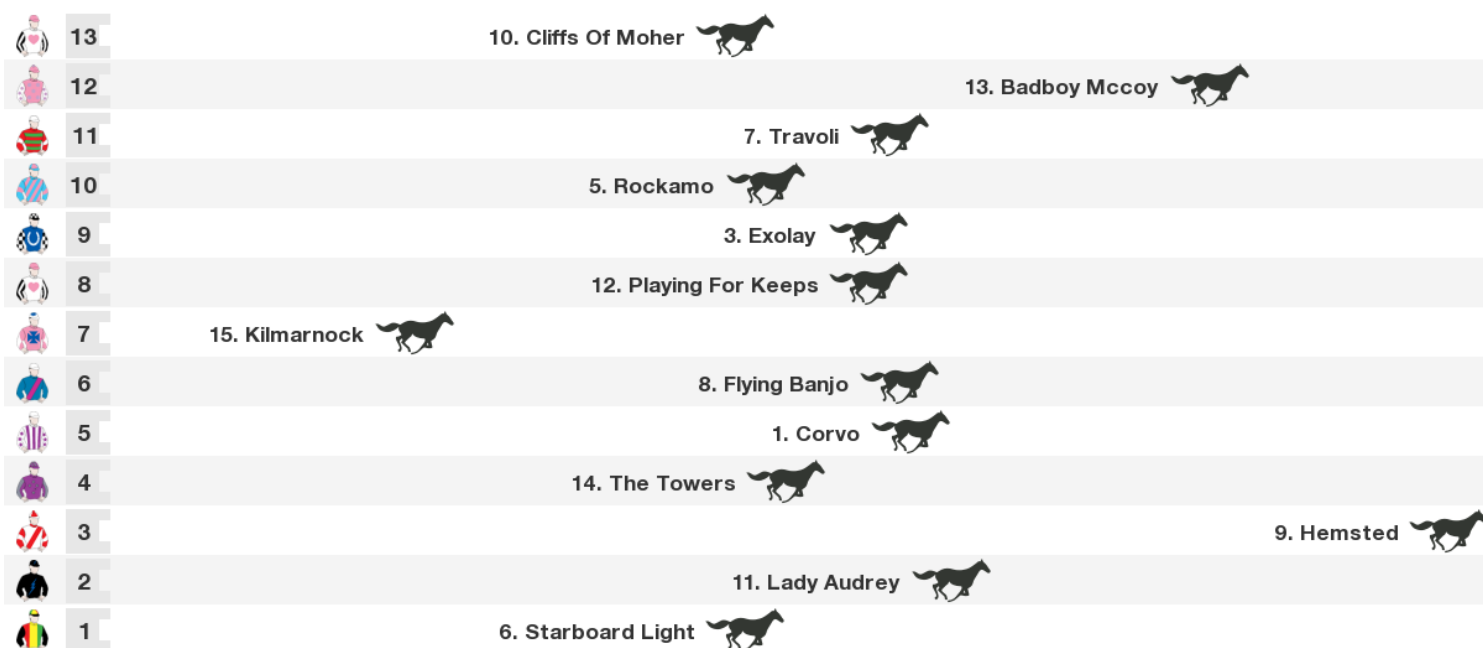 13 10. Cliffs Of Moher
12 13. Badboy Mccoy
11 7. Travoli
10 5. Rockamo
9 3. Exolay
8 12. Playing For Keeps
7 15. Kilmarnock
6 8. Flying Banjo
5 1. Corvo
4 14. The Towers
3 9. Hemsted
2 11. Lady Audrey
1 6. Starboard Light